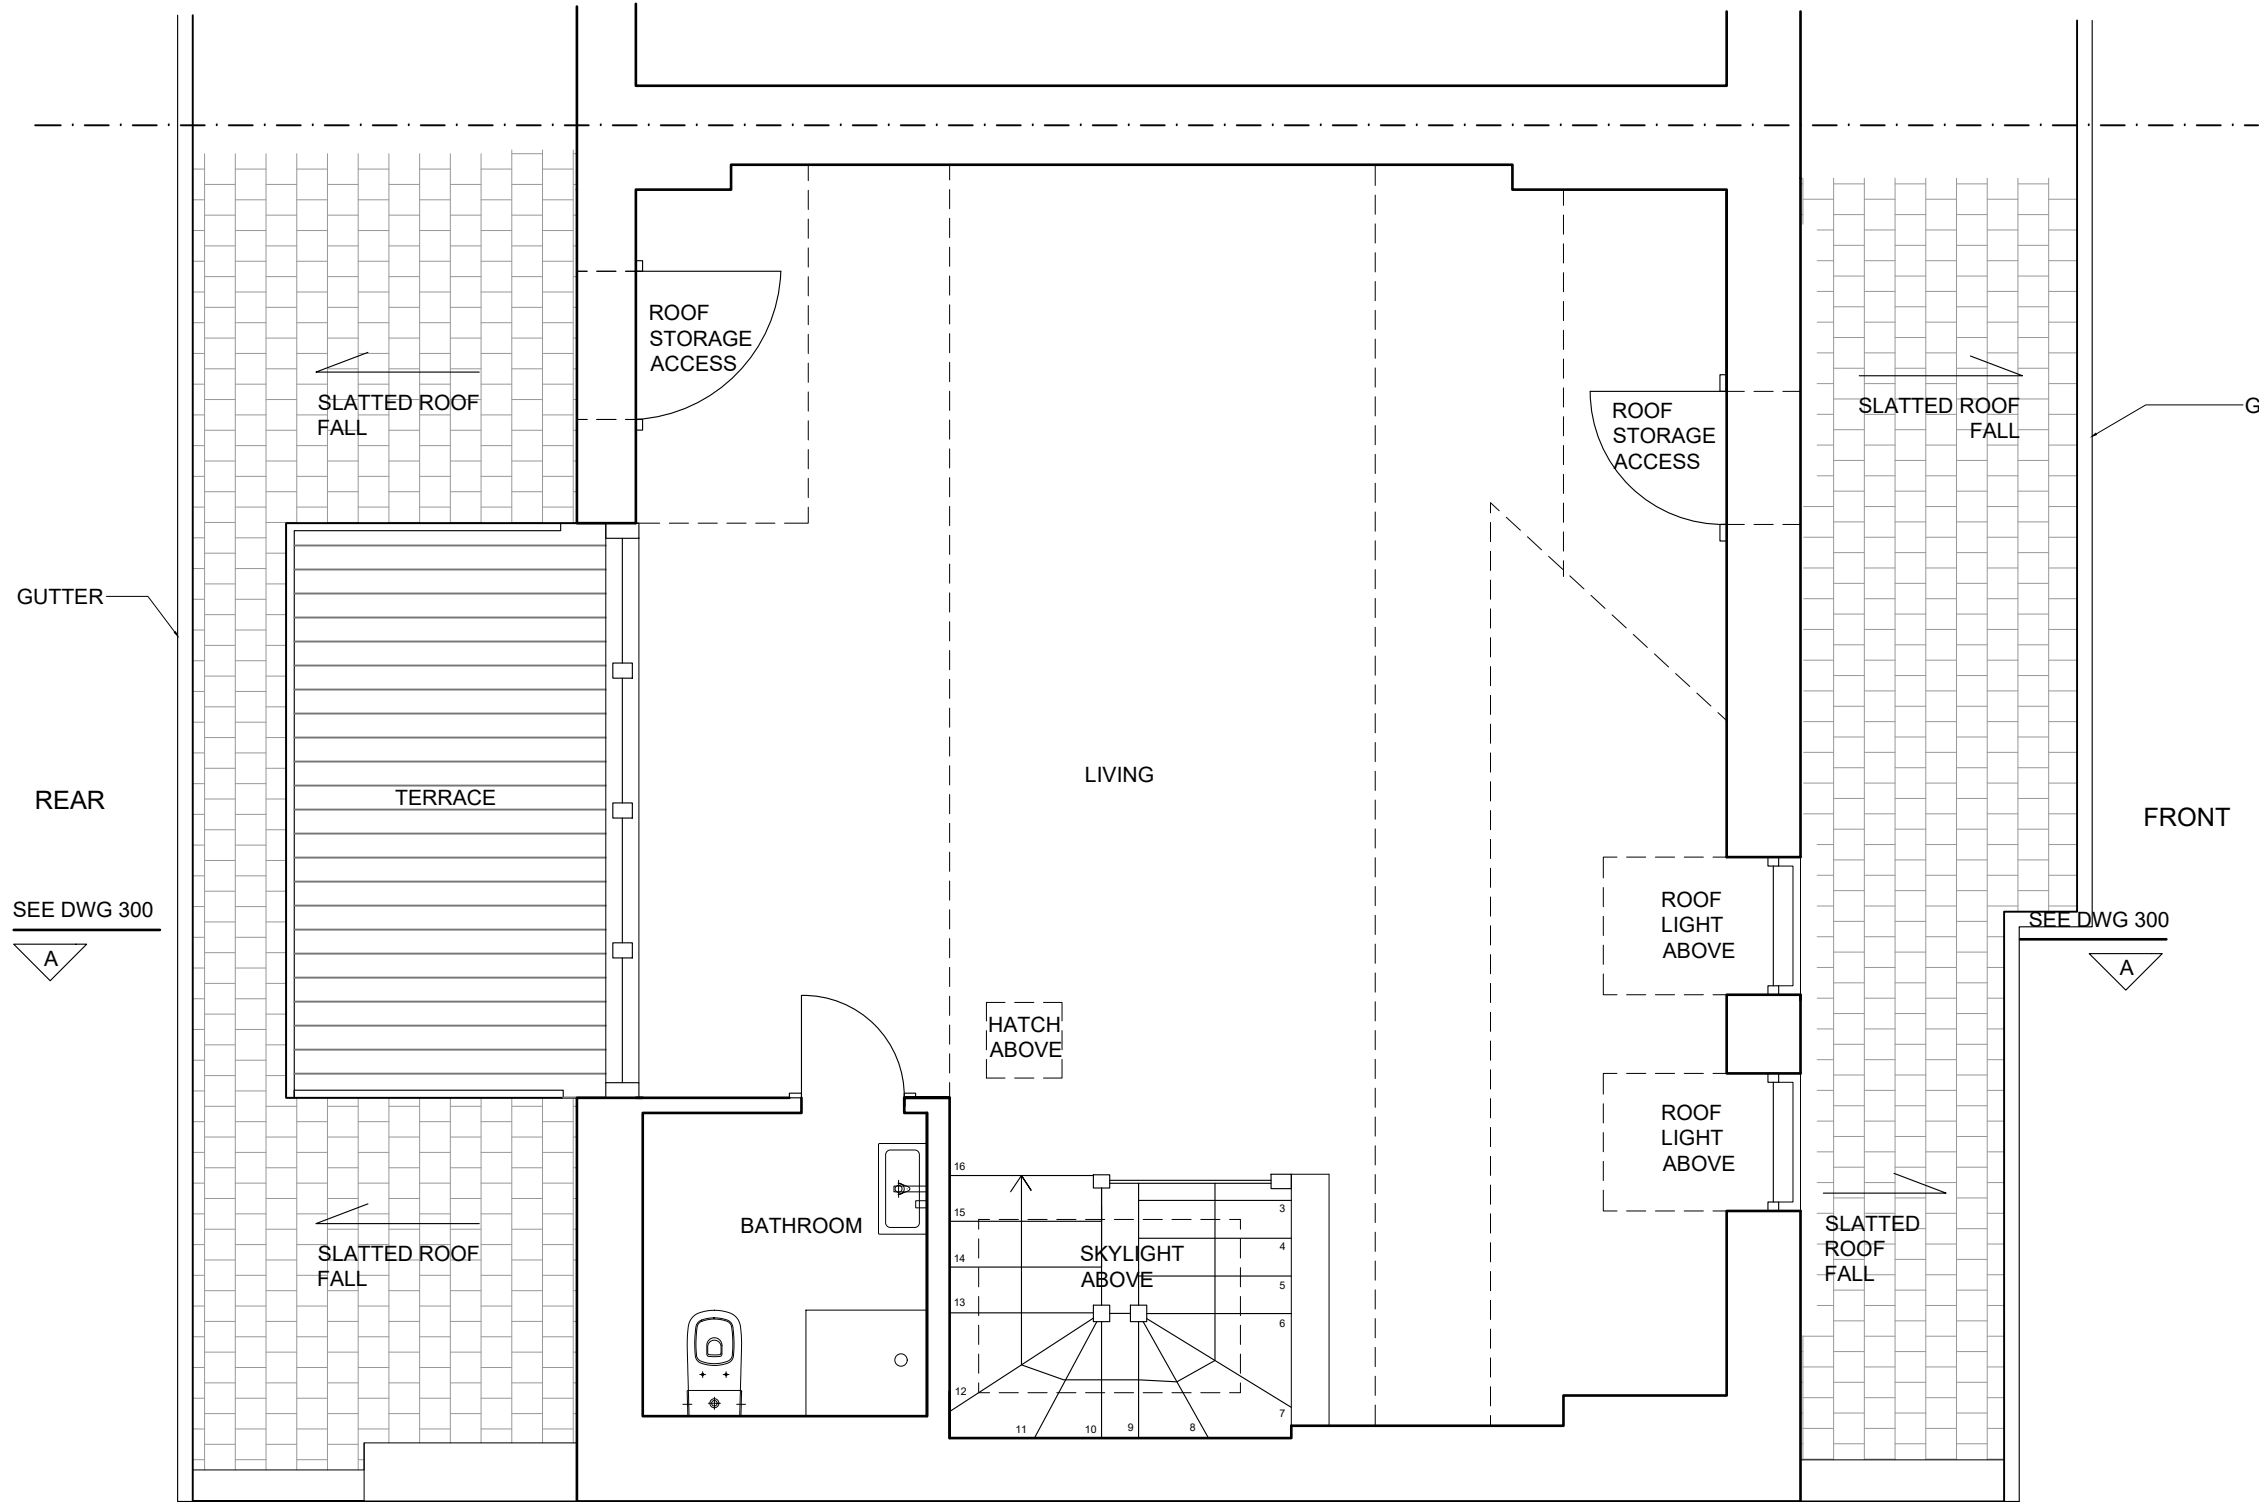 ROOF
STORAGE
ACCESS
SLATTED ROOF
FALL
SLATTED ROOF
FALL
G
ROOF
STORAGE
ACCESS
GUTTER
LIVING
TERRACE
REAR
FRONT
SEE DWG 300
A
ROOF
LIGHT
ABOVE
SEE DWG 300
A
HATCH
ABOVE
ROOF
LIGHT
ABOVE
BATHROOM
SKYLIGHT
ABOVE
SLATTED ROOF
FALL
SLATTED
ROOF
FALL
16
15
14
13
12
11
10
9
8
7
6
5
4
3